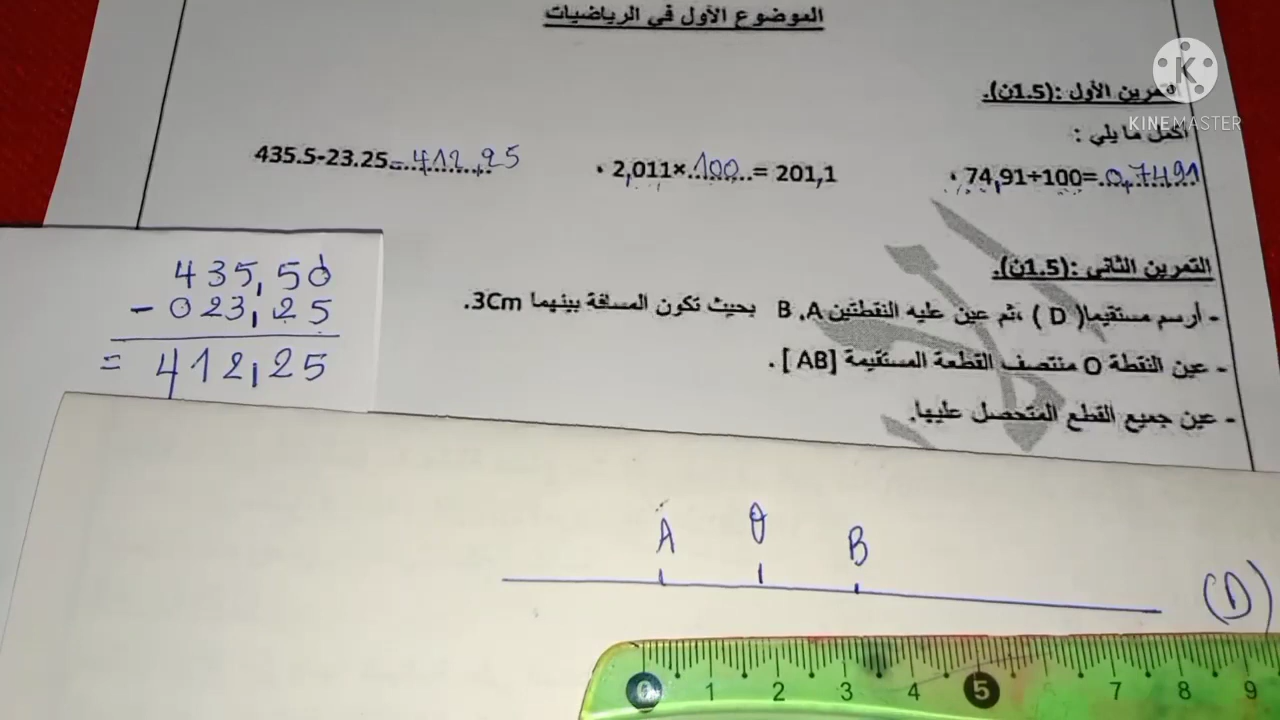 الموضوع الأول في الرياضيات
التمرين الأول :(1.5ن).
KINEMASTER
أكمل ما يلي :
• 74,91÷100=0,7491
• 2,011×100= 201,1
435.5-23.25=412,25
435,50
- 023,25
= 412,25
التمرين الثاني :(1.5ن).
- أرسم مستقيما( D ) ،ثم عين عليه النقطتين B ،A بحيث تكون المسافة بينهما 3Cm.
- عين النقطة O منتصف القطعة المستقيمة [AB ] .
- عين جميع القطع المتحصل عليها.
A O B
(D)
0 1 2 3 4 5 6 7 8 9